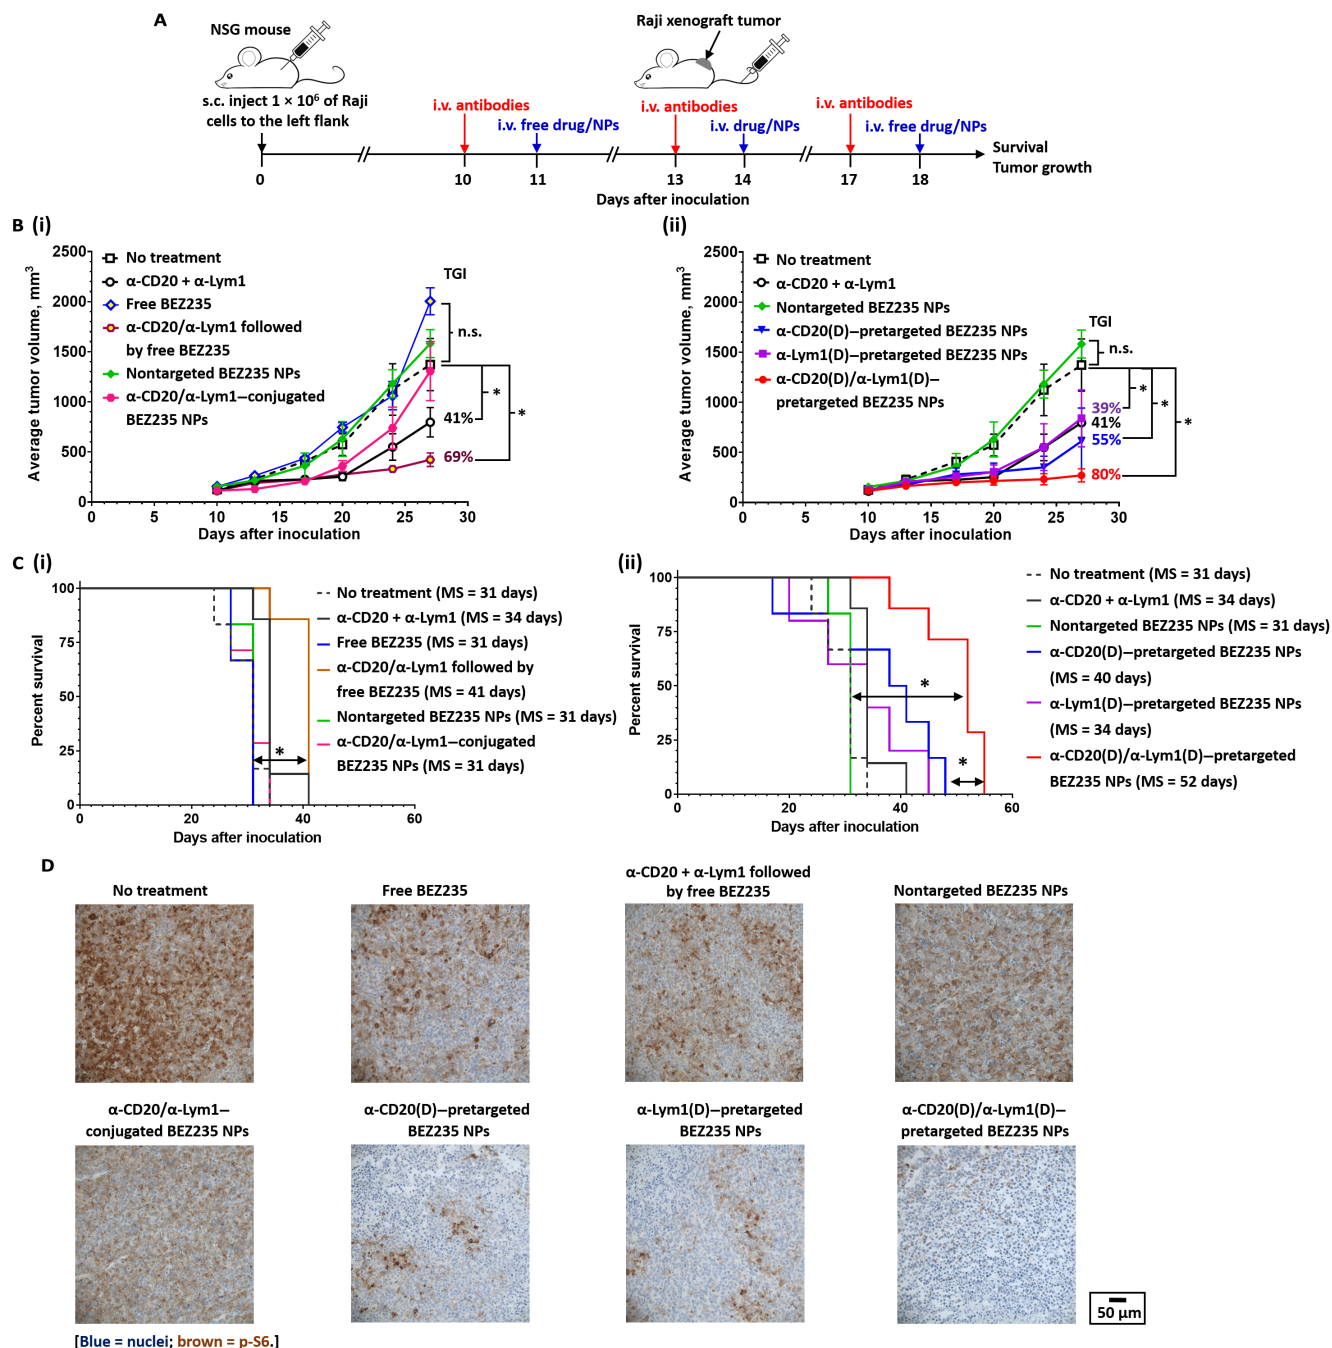 A
NSG mouse
Raji xenograft tumor
s.c. inject 1 × 10⁶ of Raji
cells to the left flank
i.v. antibodies
i.v. free drug/NPs
i.v. antibodies
i.v. drug/NPs
i.v. antibodies
i.v. free drug/NPs
Survival
Tumor growth
0
10
11
13
14
17
18
Days after inoculation
B (i)
Average tumor volume, mm³
2500
2000
1500
1000
500
0
No treatment
α-CD20 + α-Lym1
Free BEZ235
α-CD20/α-Lym1 followed
by free BEZ235
Nontargeted BEZ235 NPs
α-CD20/α-Lym1–conjugated
BEZ235 NPs
TGI
n.s.
*
*
41%
69%
0 5 10 15 20 25 30
Days after inoculation
(ii)
Average tumor volume, mm³
2500
2000
1500
1000
500
0
No treatment
α-CD20 + α-Lym1
Nontargeted BEZ235 NPs
α-CD20(D)–pretargeted BEZ235 NPs
α-Lym1(D)–pretargeted BEZ235 NPs
α-CD20(D)/α-Lym1(D)–
pretargeted BEZ235 NPs
TGI
n.s.
*
*
*
39%
41%
55%
80%
0 5 10 15 20 25 30
Days after inoculation
C (i)
Percent survival
100
75
50
25
0
*
0 20 40 60
Days after inoculation
No treatment (MS = 31 days)
α-CD20 + α-Lym1 (MS = 34 days)
Free BEZ235 (MS = 31 days)
α-CD20/α-Lym1 followed by
free BEZ235 (MS = 41 days)
Nontargeted BEZ235 NPs (MS = 31 days)
α-CD20/α-Lym1–conjugated
BEZ235 NPs (MS = 31 days)
(ii)
Percent survival
100
75
50
25
0
*
*
0 20 40 60
Days after inoculation
No treatment (MS = 31 days)
α-CD20 + α-Lym1 (MS = 34 days)
Nontargeted BEZ235 NPs (MS = 31 days)
α-CD20(D)–pretargeted BEZ235 NPs
(MS = 40 days)
α-Lym1(D)–pretargeted BEZ235 NPs
(MS = 34 days)
α-CD20(D)/α-Lym1(D)–pretargeted
BEZ235 NPs (MS = 52 days)
D
No treatment
Free BEZ235
α-CD20 + α-Lym1 followed
by free BEZ235
Nontargeted BEZ235 NPs
α-CD20/α-Lym1–
conjugated BEZ235 NPs
α-CD20(D)–pretargeted
BEZ235 NPs
α-Lym1(D)–pretargeted
BEZ235 NPs
α-CD20(D)/α-Lym1(D)–
pretargeted BEZ235 NPs
50 µm
[Blue = nuclei; brown = p-S6.]